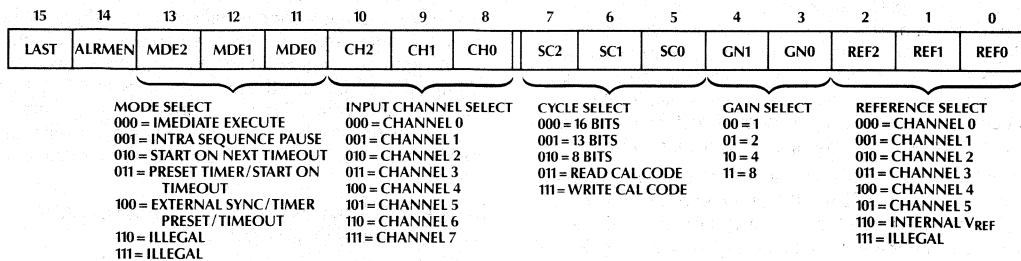 15 14 13 12 11 10 9 8 7 6 5 4 3 2 1 0
LAST ALRMEN MDE2 MDE1 MDE0 CH2 CH1 CH0 SC2 SC1 SC0 GN1 GN0 REF2 REF1 REF0
MODE SELECT
000 = IMEDIATE EXECUTE
001 = INTRA SEQUENCE PAUSE
010 = START ON NEXT TIMEOUT
011 = PRESET TIMER/START ON
TIMEOUT
100 = EXTERNAL SYNC/TIMER
PRESET/TIMEOUT
110 = ILLEGAL
111 = ILLEGAL
INPUT CHANNEL SELECT
000 = CHANNEL 0
001 = CHANNEL 1
010 = CHANNEL 2
011 = CHANNEL 3
100 = CHANNEL 4
101 = CHANNEL 5
110 = CHANNEL 6
111 = CHANNEL 7
CYCLE SELECT
000 = 16 BITS
001 = 13 BITS
010 = 8 BITS
011 = READ CAL CODE
111 = WRITE CAL CODE
GAIN SELECT
00 = 1
01 = 2
10 = 4
11 = 8
REFERENCE SELECT
000 = CHANNEL 0
001 = CHANNEL 1
010 = CHANNEL 2
011 = CHANNEL 3
100 = CHANNEL 4
101 = CHANNEL 5
110 = INTERNAL VREF
111 = ILLEGAL